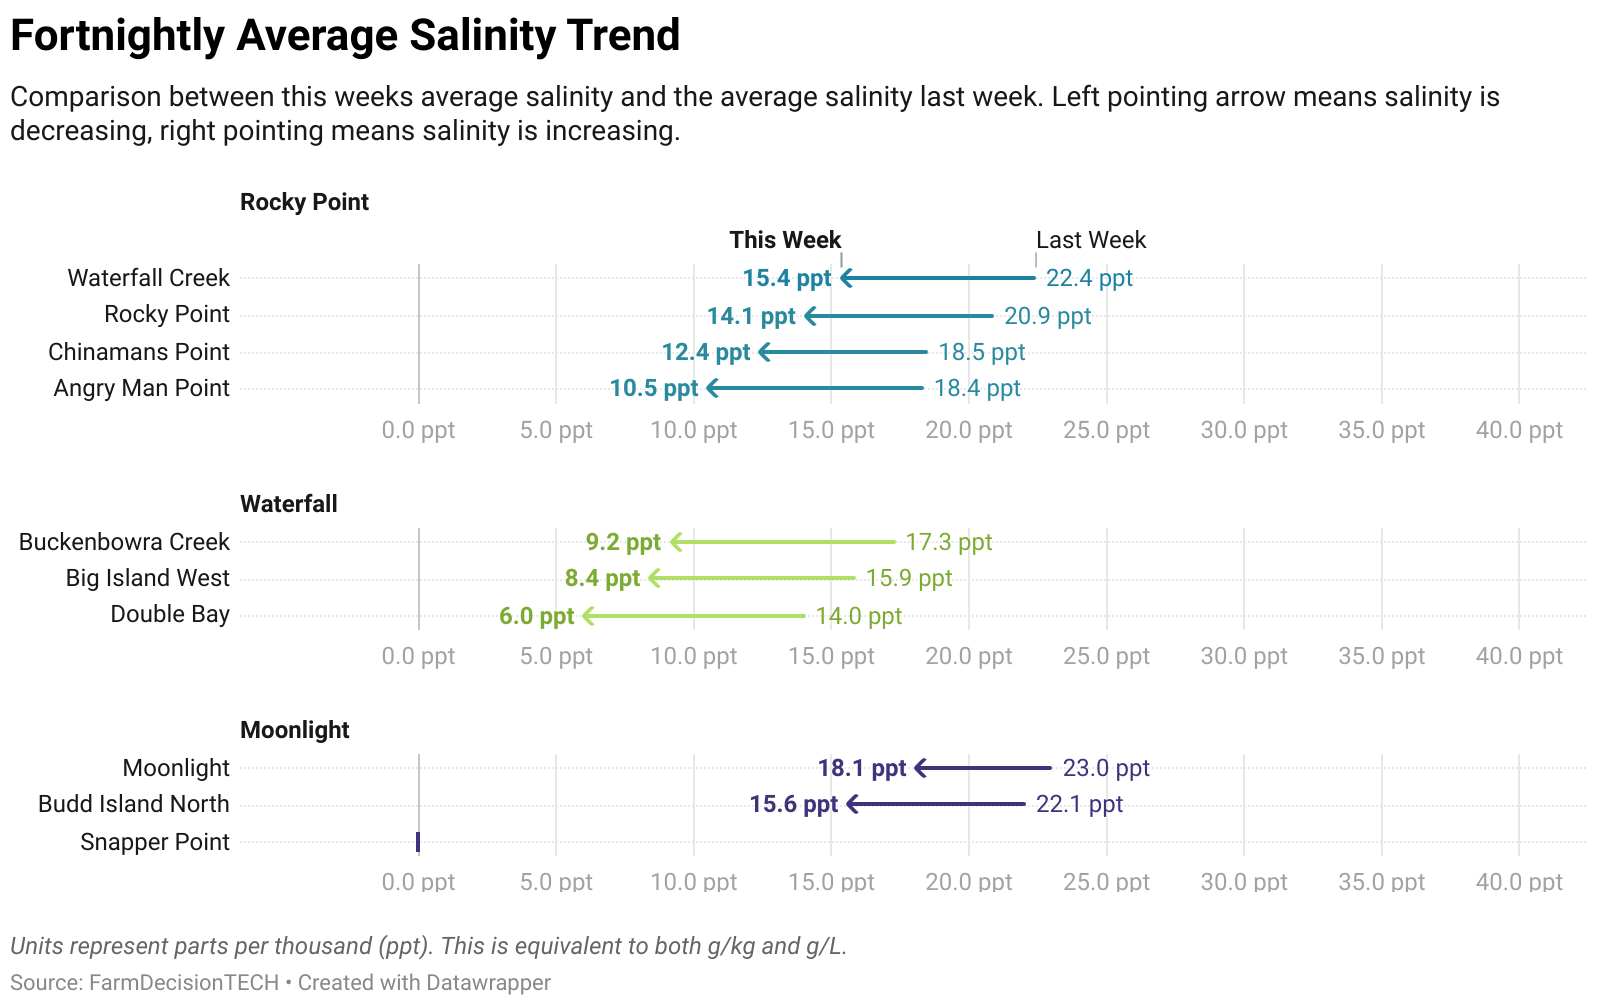 Fortnightly Average Salinity Trend
Comparison between this weeks average salinity and the average salinity last week. Left pointing arrow means salinity is
decreasing, right pointing means salinity is increasing.
Rocky Point
This Week Last Week
Waterfall Creek 15.4 ppt 22.4 ppt
Rocky Point 14.1 ppt 20.9 ppt
Chinamans Point 12.4 ppt 18.5 ppt
Angry Man Point 10.5 ppt 18.4 ppt
0.0 ppt 5.0 ppt 10.0 ppt 15.0 ppt 20.0 ppt 25.0 ppt 30.0 ppt 35.0 ppt 40.0 ppt
Waterfall
Buckenbowra Creek 9.2 ppt 17.3 ppt
Big Island West 8.4 ppt 15.9 ppt
Double Bay 6.0 ppt 14.0 ppt
0.0 ppt 5.0 ppt 10.0 ppt 15.0 ppt 20.0 ppt 25.0 ppt 30.0 ppt 35.0 ppt 40.0 ppt
Moonlight
Moonlight 18.1 ppt 23.0 ppt
Budd Island North 15.6 ppt 22.1 ppt
Snapper Point
0.0 ppt 5.0 ppt 10.0 ppt 15.0 ppt 20.0 ppt 25.0 ppt 30.0 ppt 35.0 ppt 40.0 ppt
Units represent parts per thousand (ppt). This is equivalent to both g/kg and g/L.
Source: FarmDecisionTECH • Created with Datawrapper